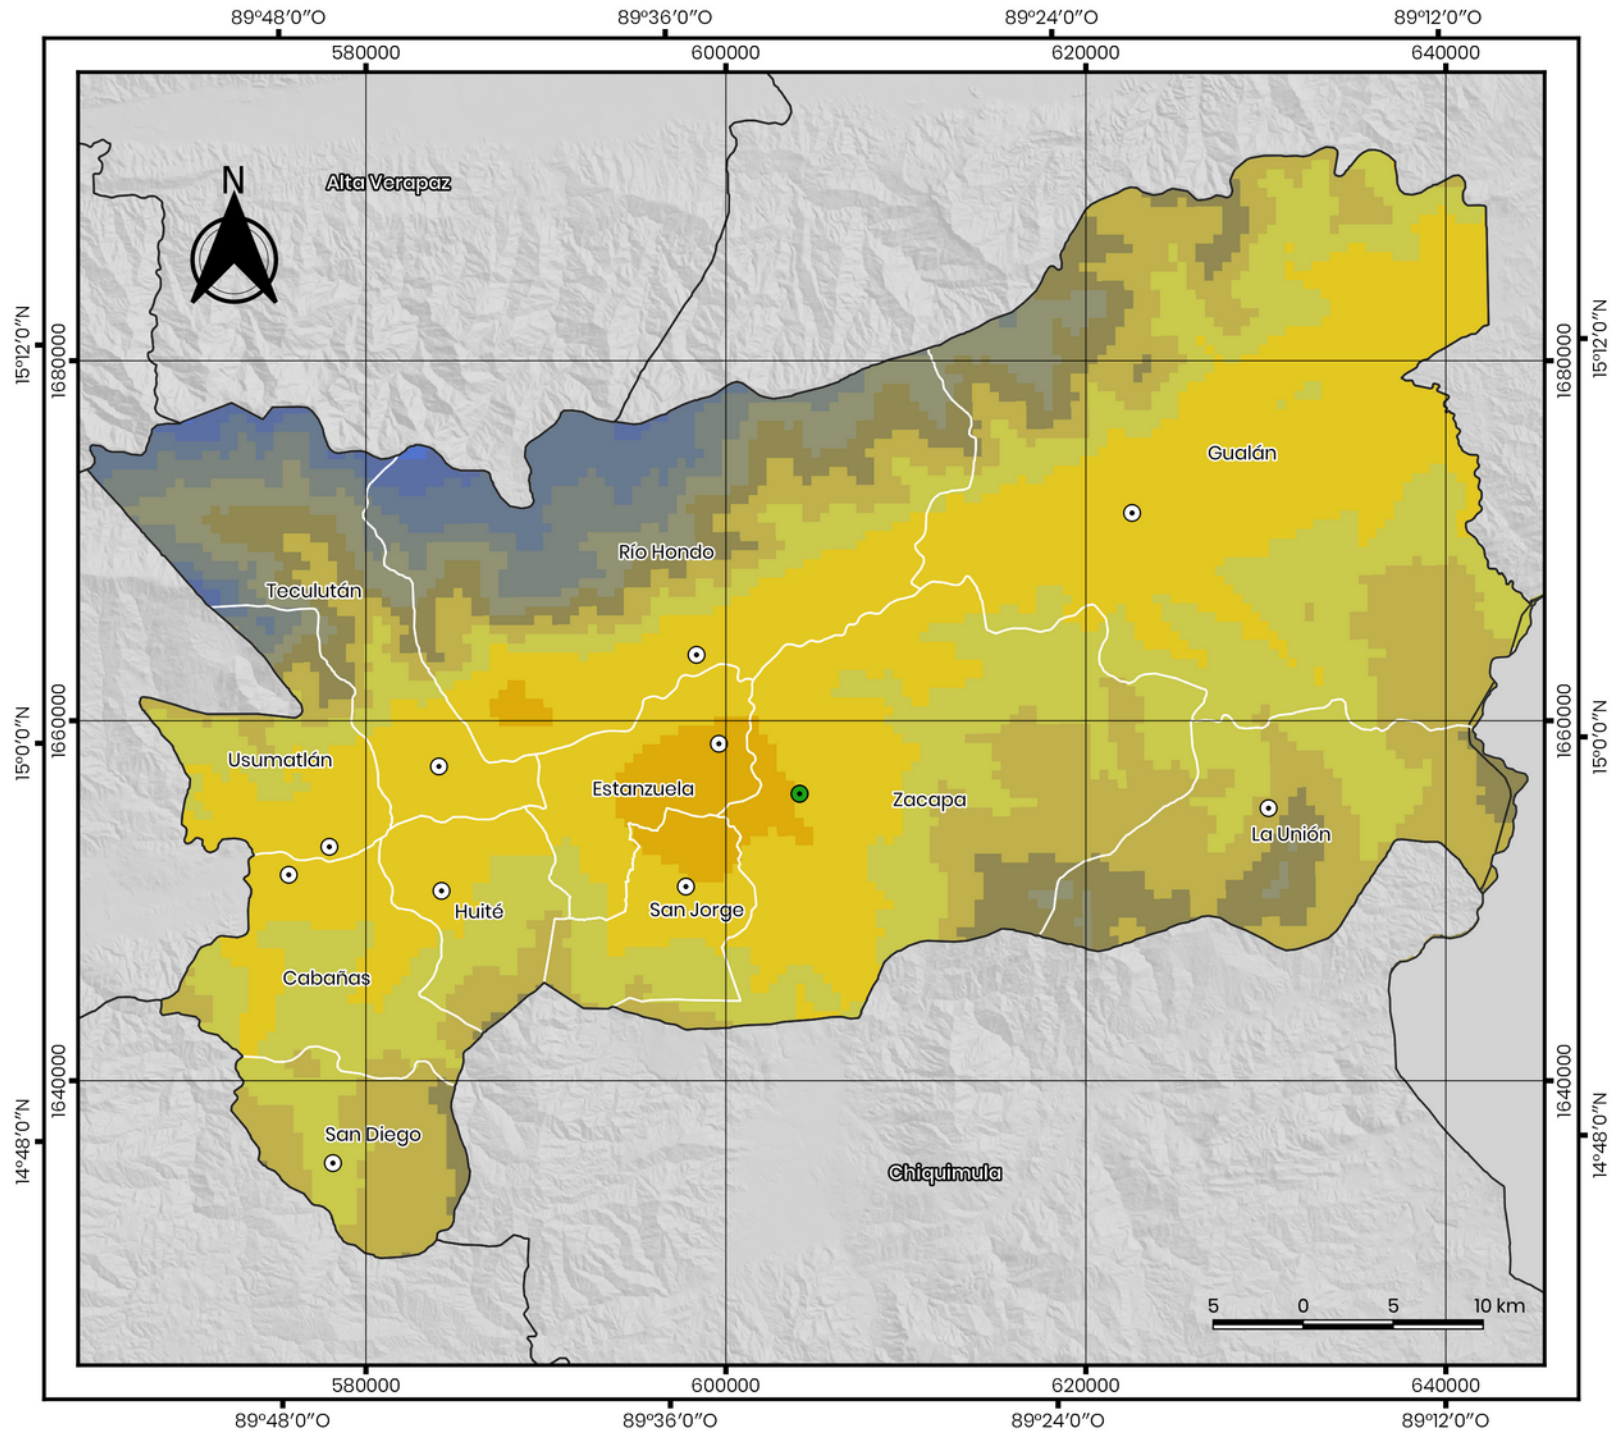 89°48'0"O 89°36'0"O 89°24'0"O 89°12'0"O
580000 600000 620000 640000
N
Alta Verapaz
15°12'0"N
1680000
1680000
15°12'0"N
Gualán
Río Hondo
Teculután
15°0'0"N
1660000
1660000
15°0'0"N
Usumatlán
Estanzuela
Zacapa
La Unión
Huité
San Jorge
Cabañas
14°48'0"N
1640000
1640000
14°48'0"N
San Diego
Chiquimula
5 0 5 10 km
580000 600000 620000 640000
89°48'0"O 89°36'0"O 89°24'0"O 89°12'0"O